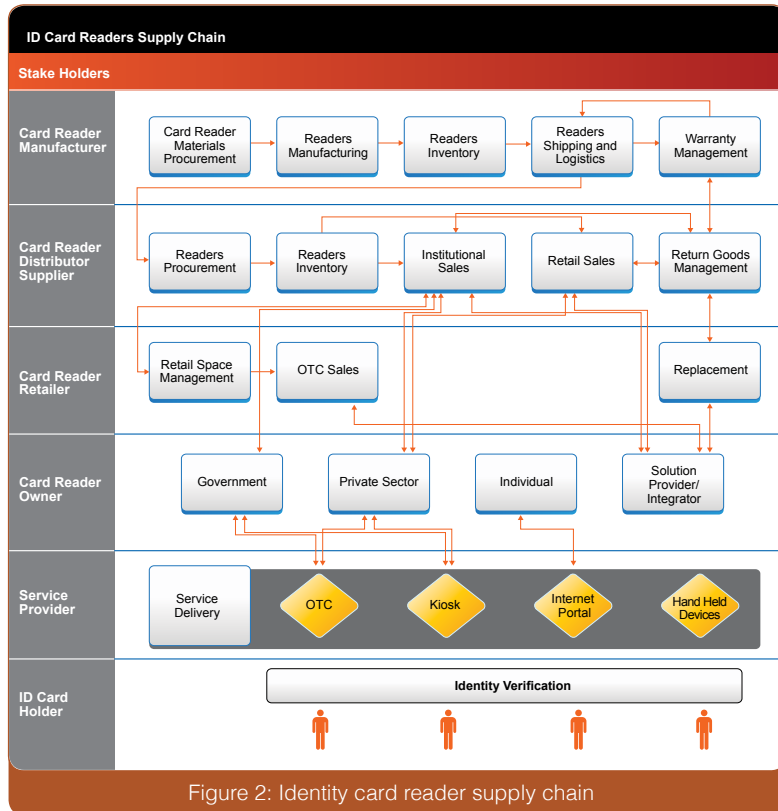 ID Card Readers Supply Chain
Stake Holders
Card Reader
Manufacturer
Card Reader
Materials
Procurement
Readers
Manufacturing
Readers
Inventory
Readers
Shipping and
Logistics
Warranty
Management
Card Reader
Distributor
Supplier
Readers
Procurement
Readers
Inventory
Institutional
Sales
Retail Sales
Return Goods
Management
Card Reader
Retailer
Retail Space
Management
OTC Sales
Replacement
Card Reader
Owner
Government
Private Sector
Individual
Solution
Provider/
Integrator
Service
Provider
Service
Delivery
OTC
Kiosk
Internet
Portal
Hand Held
Devices
ID Card
Holder
Identity Verification
Figure 2: Identity card reader supply chain